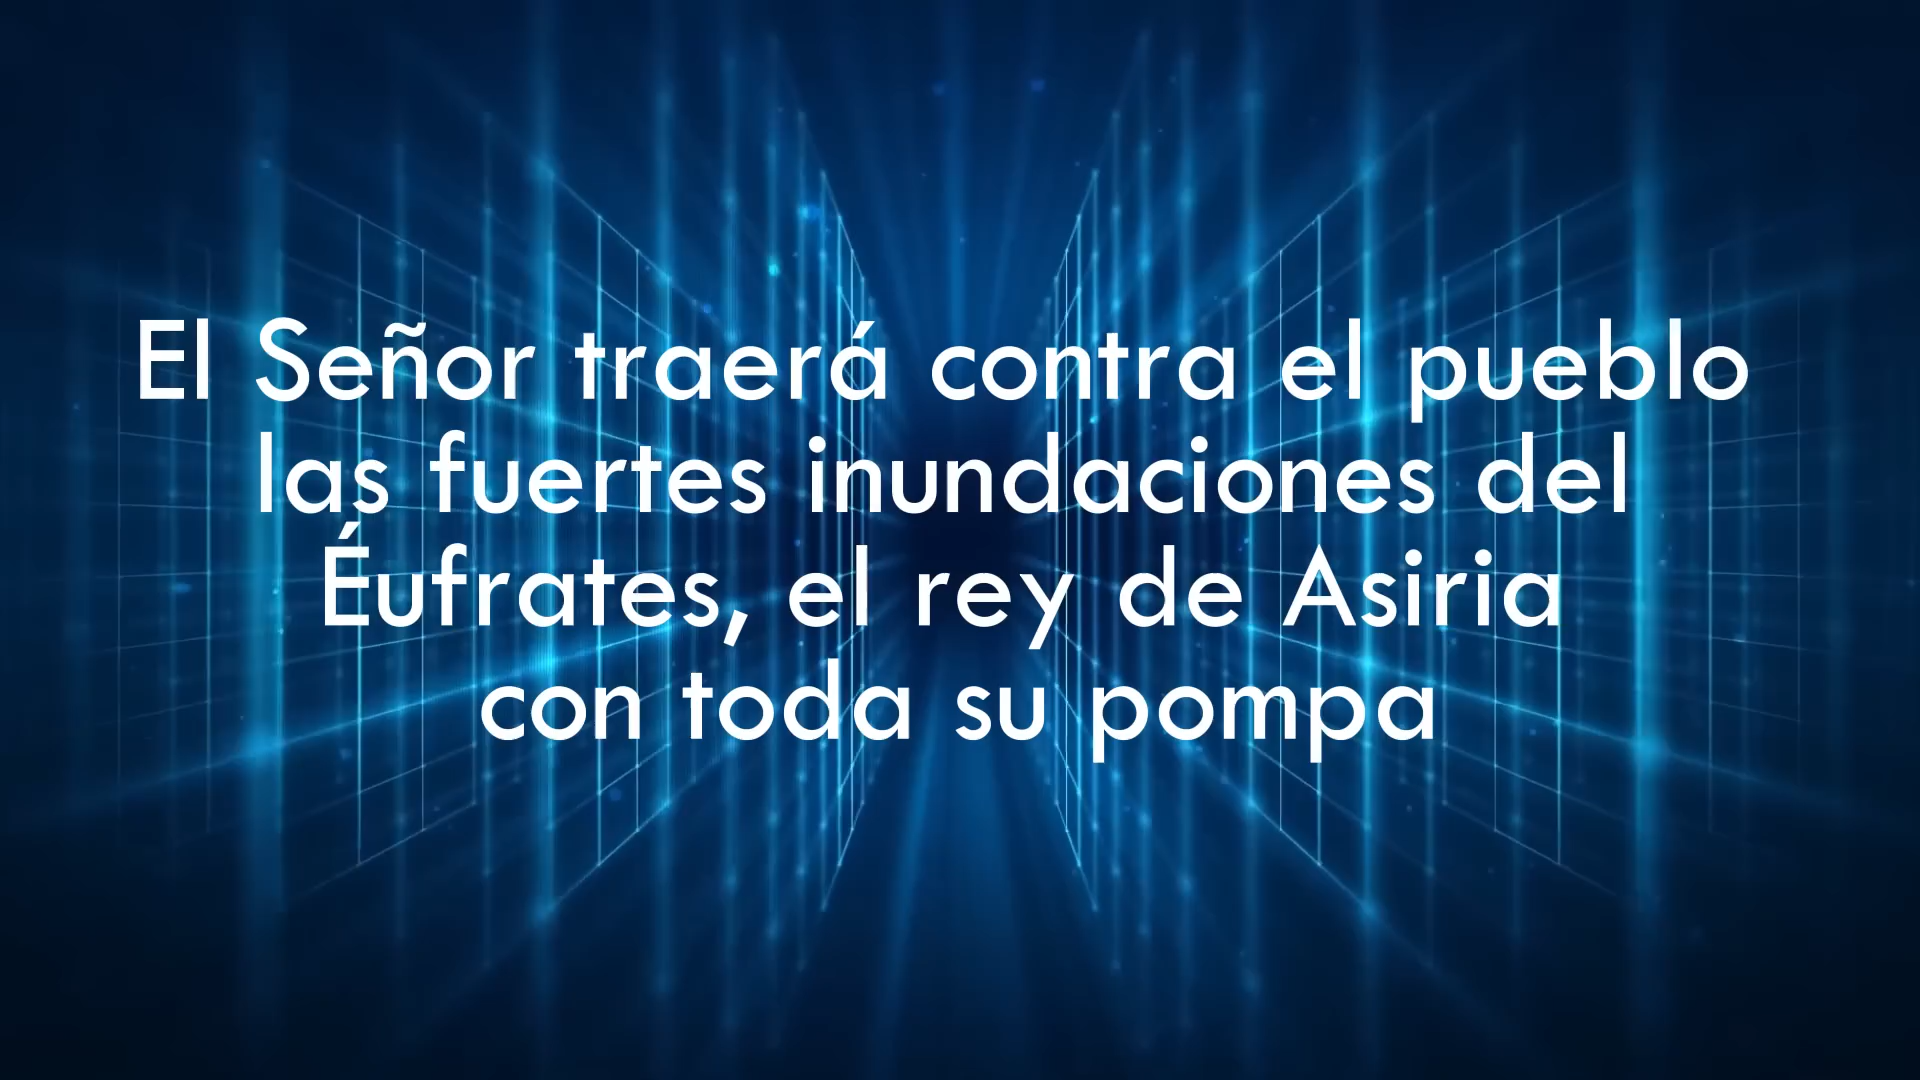 El Señor traerá contra el pueblo
las fuertes inundaciones del
Éufrates, el rey de Asiria
con toda su pompa